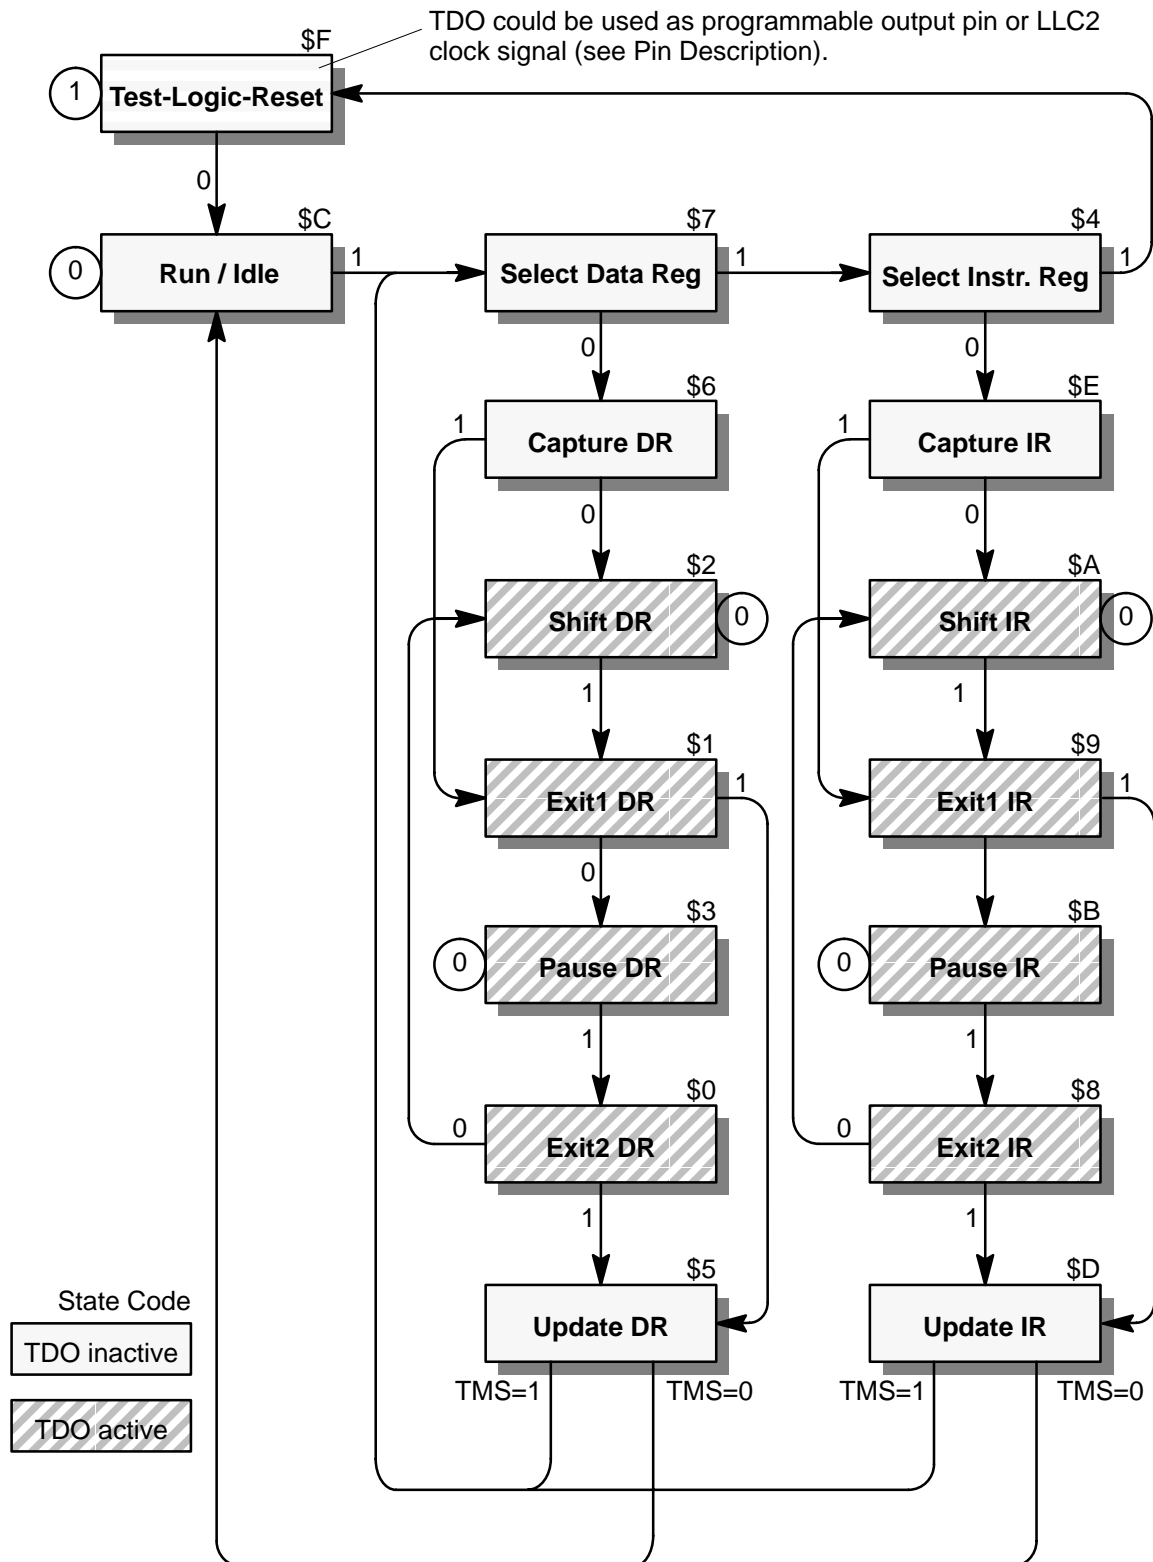 TDO could be used as programmable output pin or LLC2
clock signal (see Pin Description).
$F
1
Test-Logic-Reset
0
$C
$7
$4
0
Run / Idle
1
Select Data Reg
1
Select Instr. Reg
1
0
0
$6
$E
1
Capture DR
1
Capture IR
0
0
$2
$A
Shift DR
0
Shift IR
0
1
1
$1
$9
Exit1 DR
1
Exit1 IR
1
0
$3
$B
0
Pause DR
0
Pause IR
1
1
$0
$8
0
Exit2 DR
0
Exit2 IR
1
1
$5
$D
State Code
Update DR
Update IR
TDO inactive
TMS=1
TMS=0
TMS=1
TMS=0
TDO active